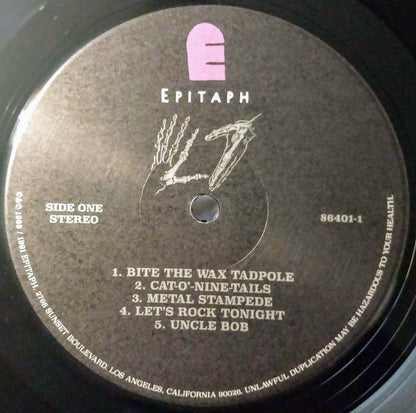 EPITAPH
SIDE ONE
STEREO
86401-1
1. BITE THE WAX TADPOLE
2. CAT-O'-NINE-TAILS
3. METAL STAMPEDE
4. LET'S ROCK TONIGHT
5. UNCLE BOB
1991 EPITAPH, 2798 SUNSET BOULEVARD, LOS ANGELES, CALIFORNIA 90026. UNLAWFUL DUPLICATION MAY BE HAZARDOUS TO YOUR HEALTH.